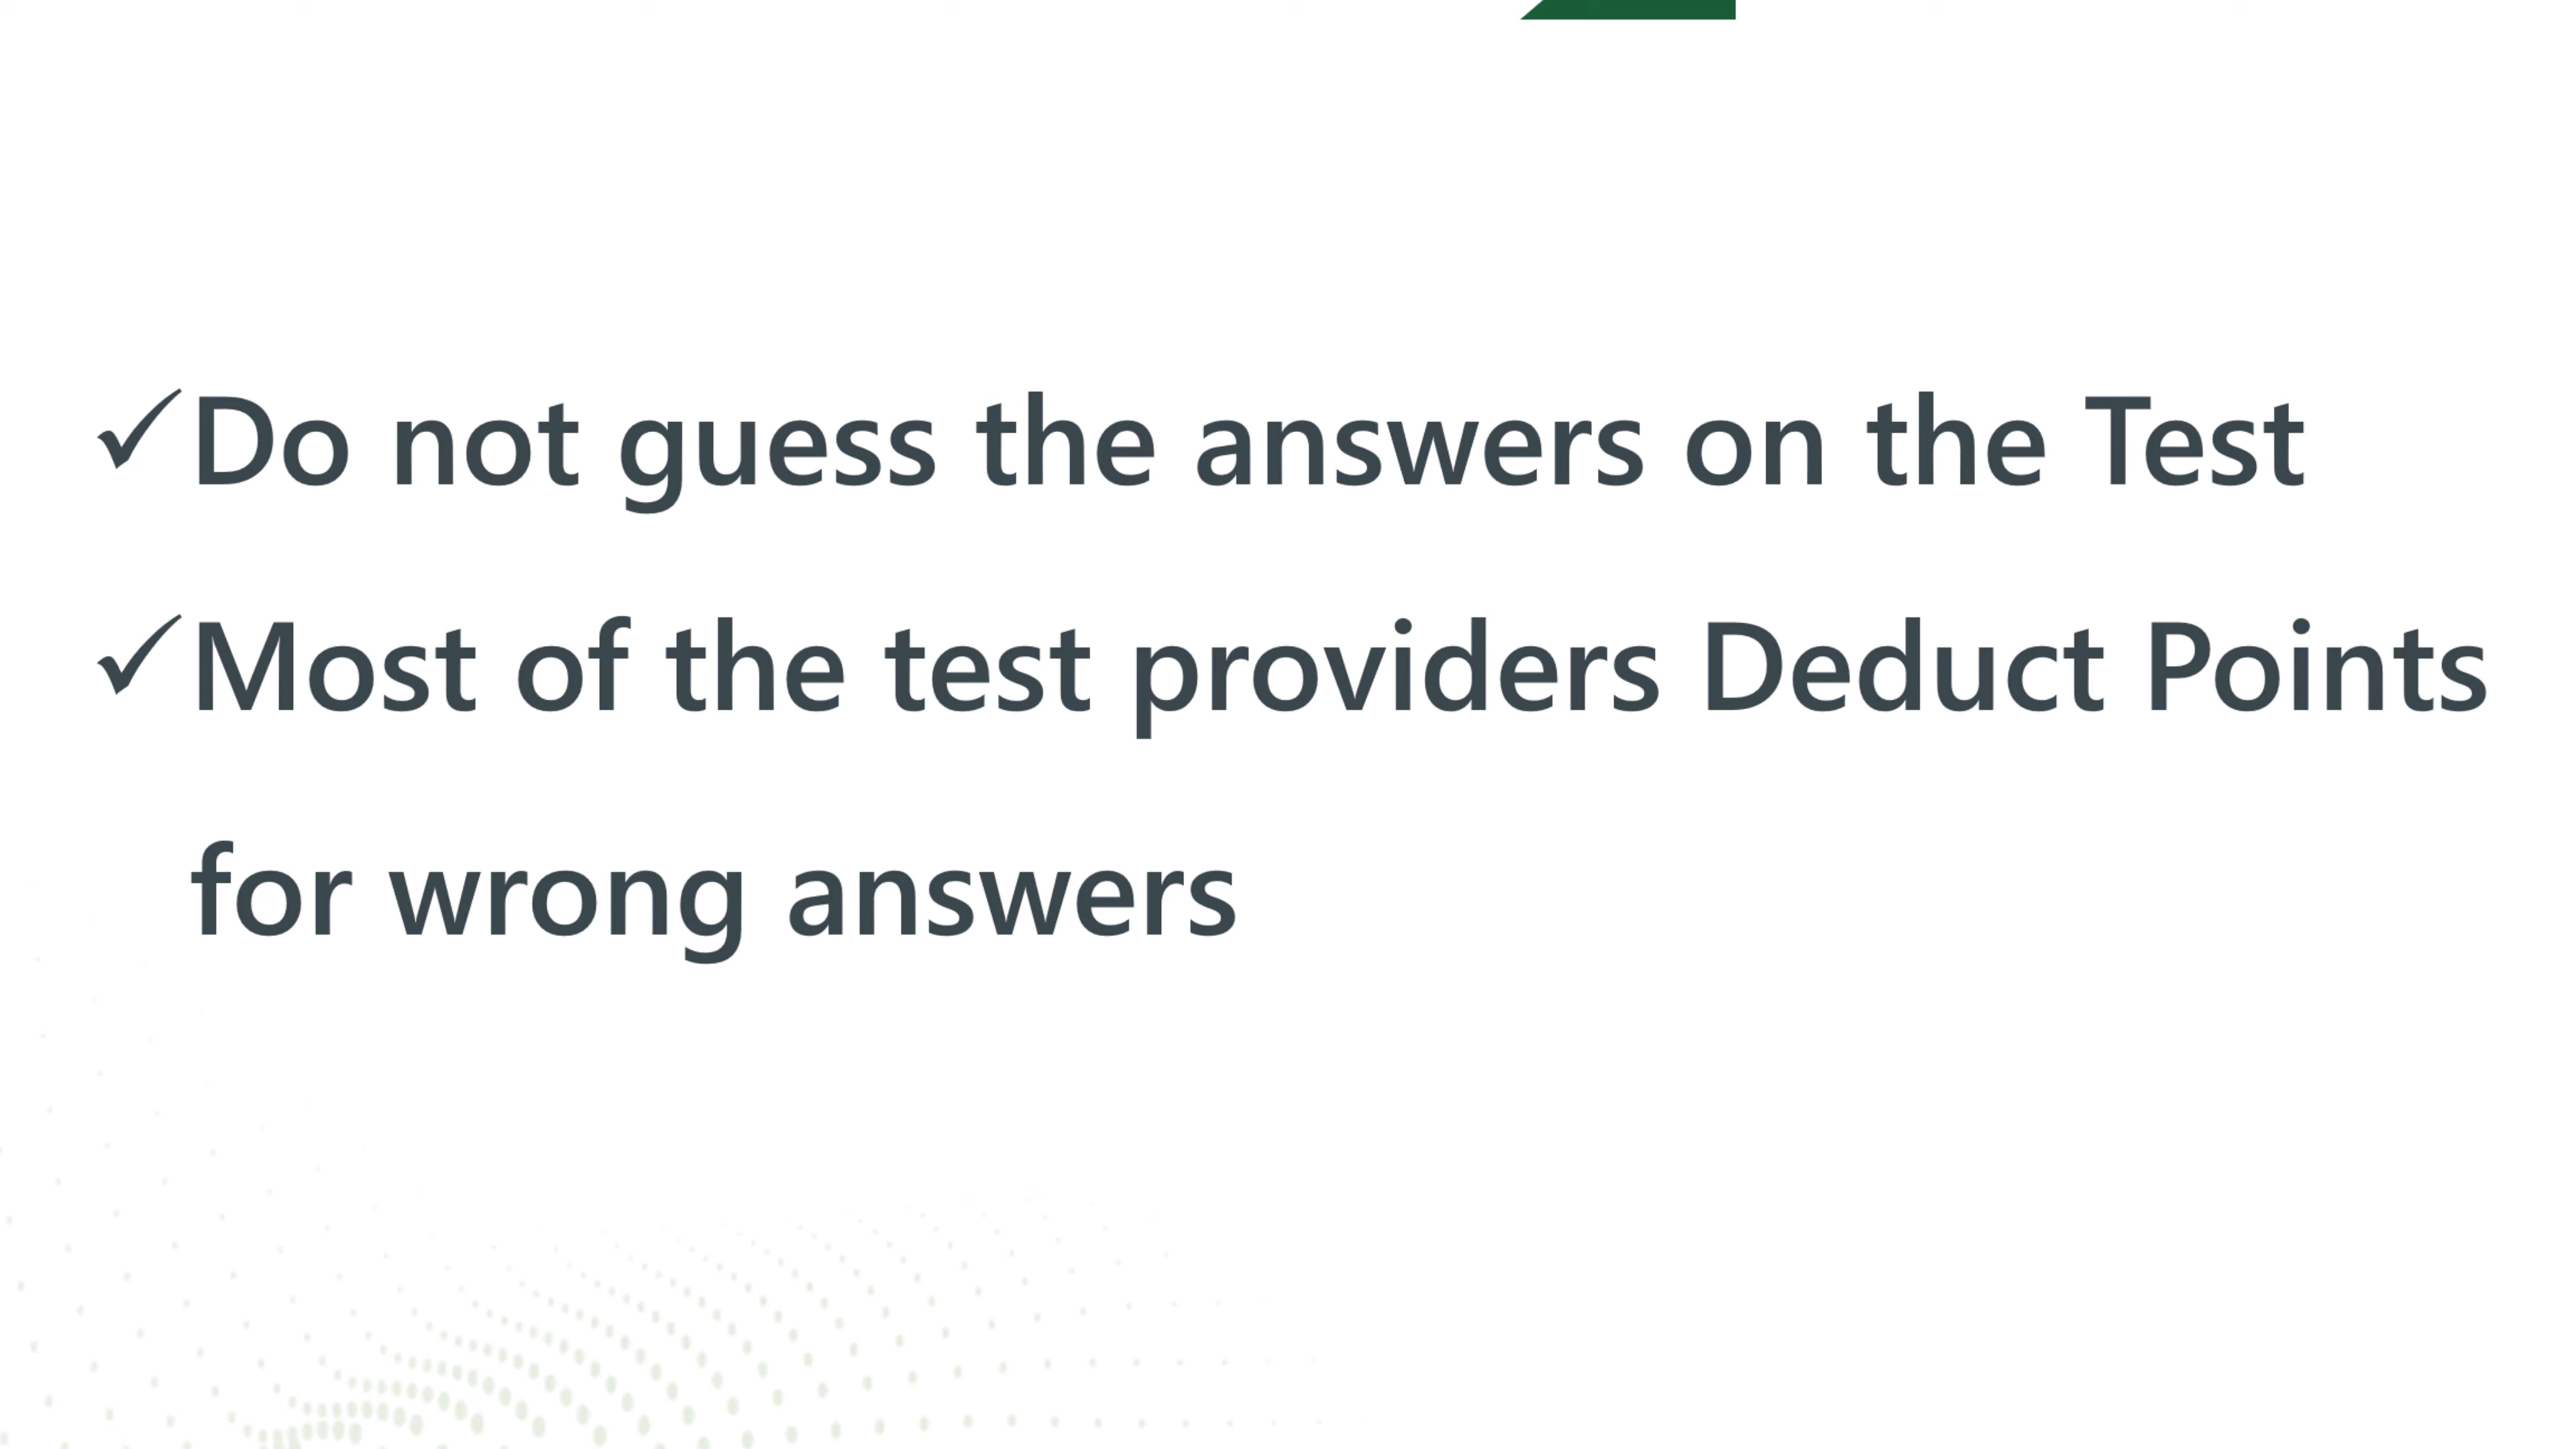 ✓Do not guess the answers on the Test
✓Most of the test providers Deduct Points
for wrong answers